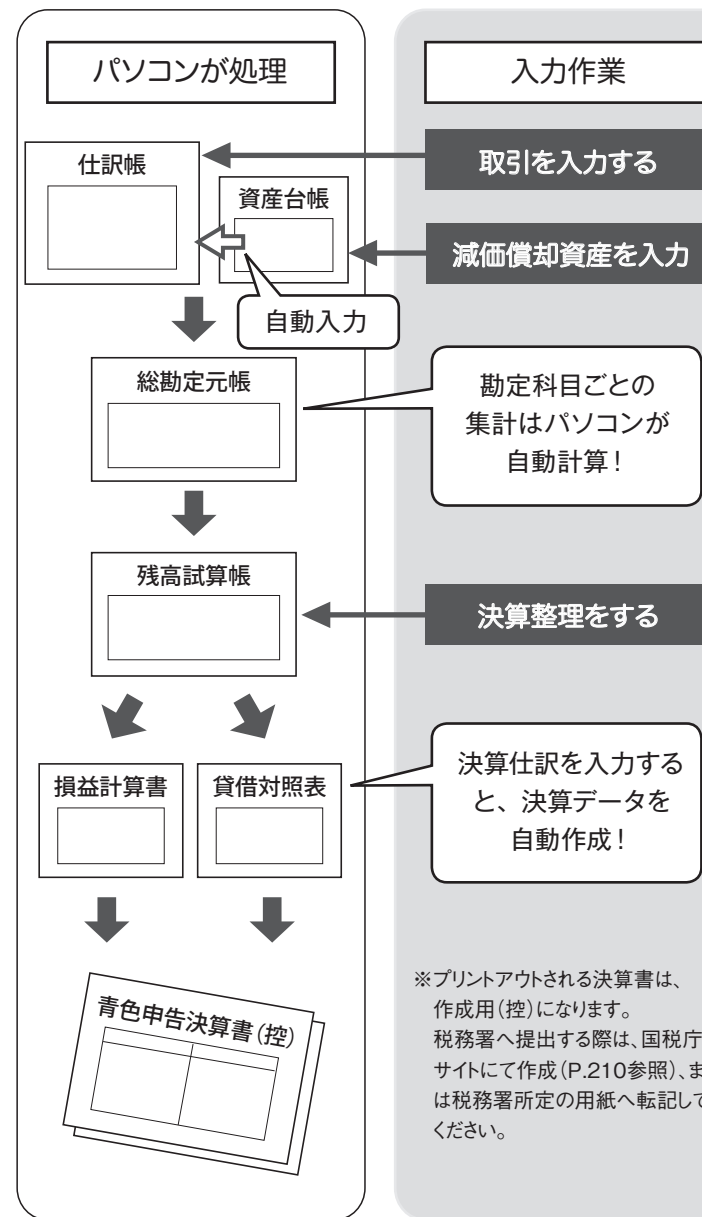 パソコンが処理
入力作業
仕訳帳
取引を入力する
資産台帳
減価償却資産を入力
自動入力
総勘定元帳
勘定科目ごとの
集計はパソコンが
自動計算！
残高試算帳
決算整理をする
損益計算書
貸借対照表
決算仕訳を入力する
と、決算データを
自動作成！
青色申告決算書（控）
※プリントアウトされる決算書は、
作成用（控）になります。
税務署へ提出する際は、国税庁
サイトにて作成（P.210参照）、ま
は税務署所定の用紙へ転記して
ください。